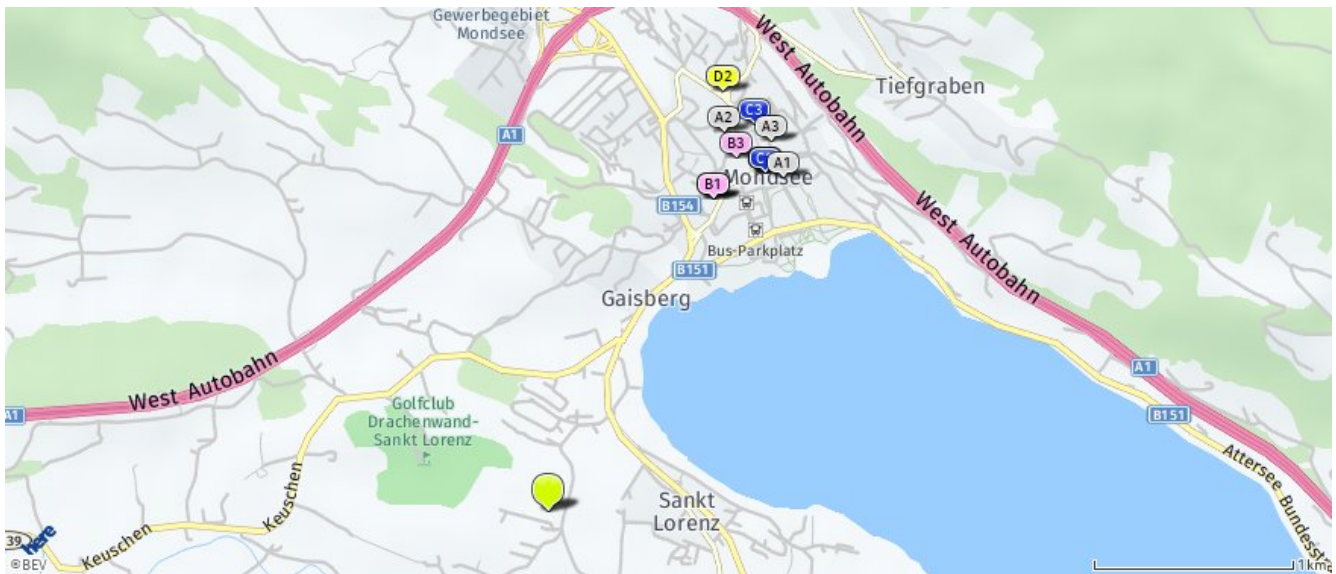 Gewerbegebiet
Mondsee
West Autobahn
Tiefgraben
D2
C3
A2
A3
A1
B3
A1
Mondsee
B1
B154
West Autobahn
Bus-Parkplatz
B151
Gaisberg
West Autobahn
A1
A1
B151
Golfclub
Drachenwand-
Sankt Lorenz
Attersee Bundesstr
Keuschen
Sankt
Lorenz
Keuschen
39
here
©BEV
1km